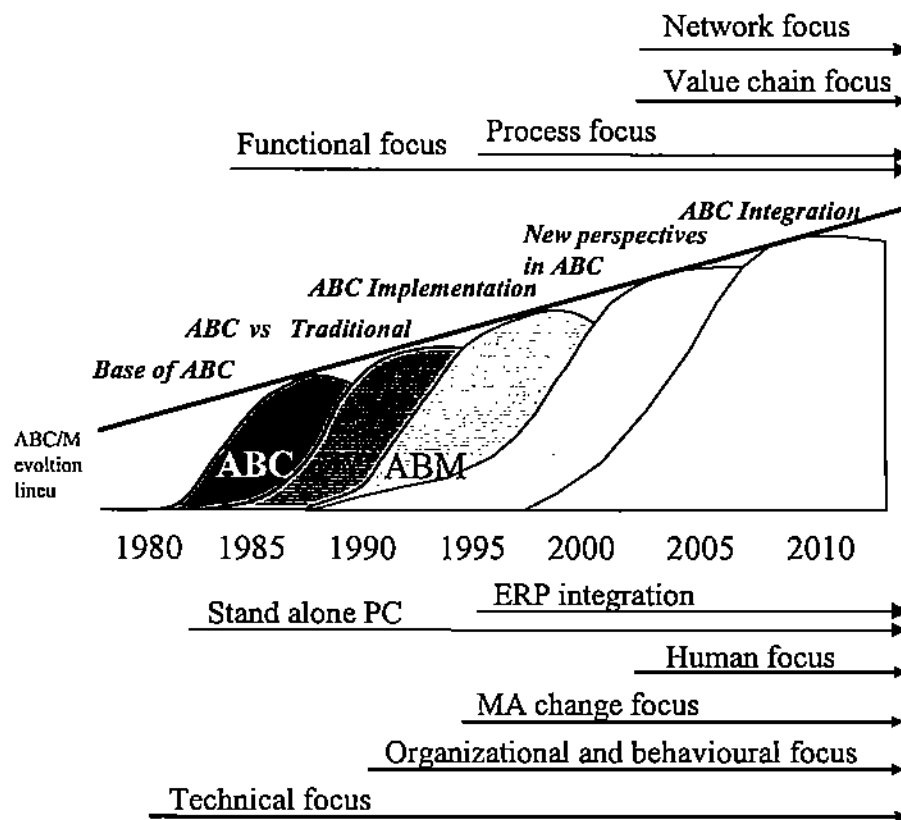 Network focus
Value chain focus
Functional focus
Process focus
ABC Integration
New perspectives
in ABC
ABC Implementation
ABC vs Traditional
Base of ABC
ABC/M
evoltion
lineu
ABC
ABM
1980 1985 1990 1995 2000 2005 2010
ERP integration
Stand alone PC
Human focus
MA change focus
Organizational and behavioural focus
Technical focus